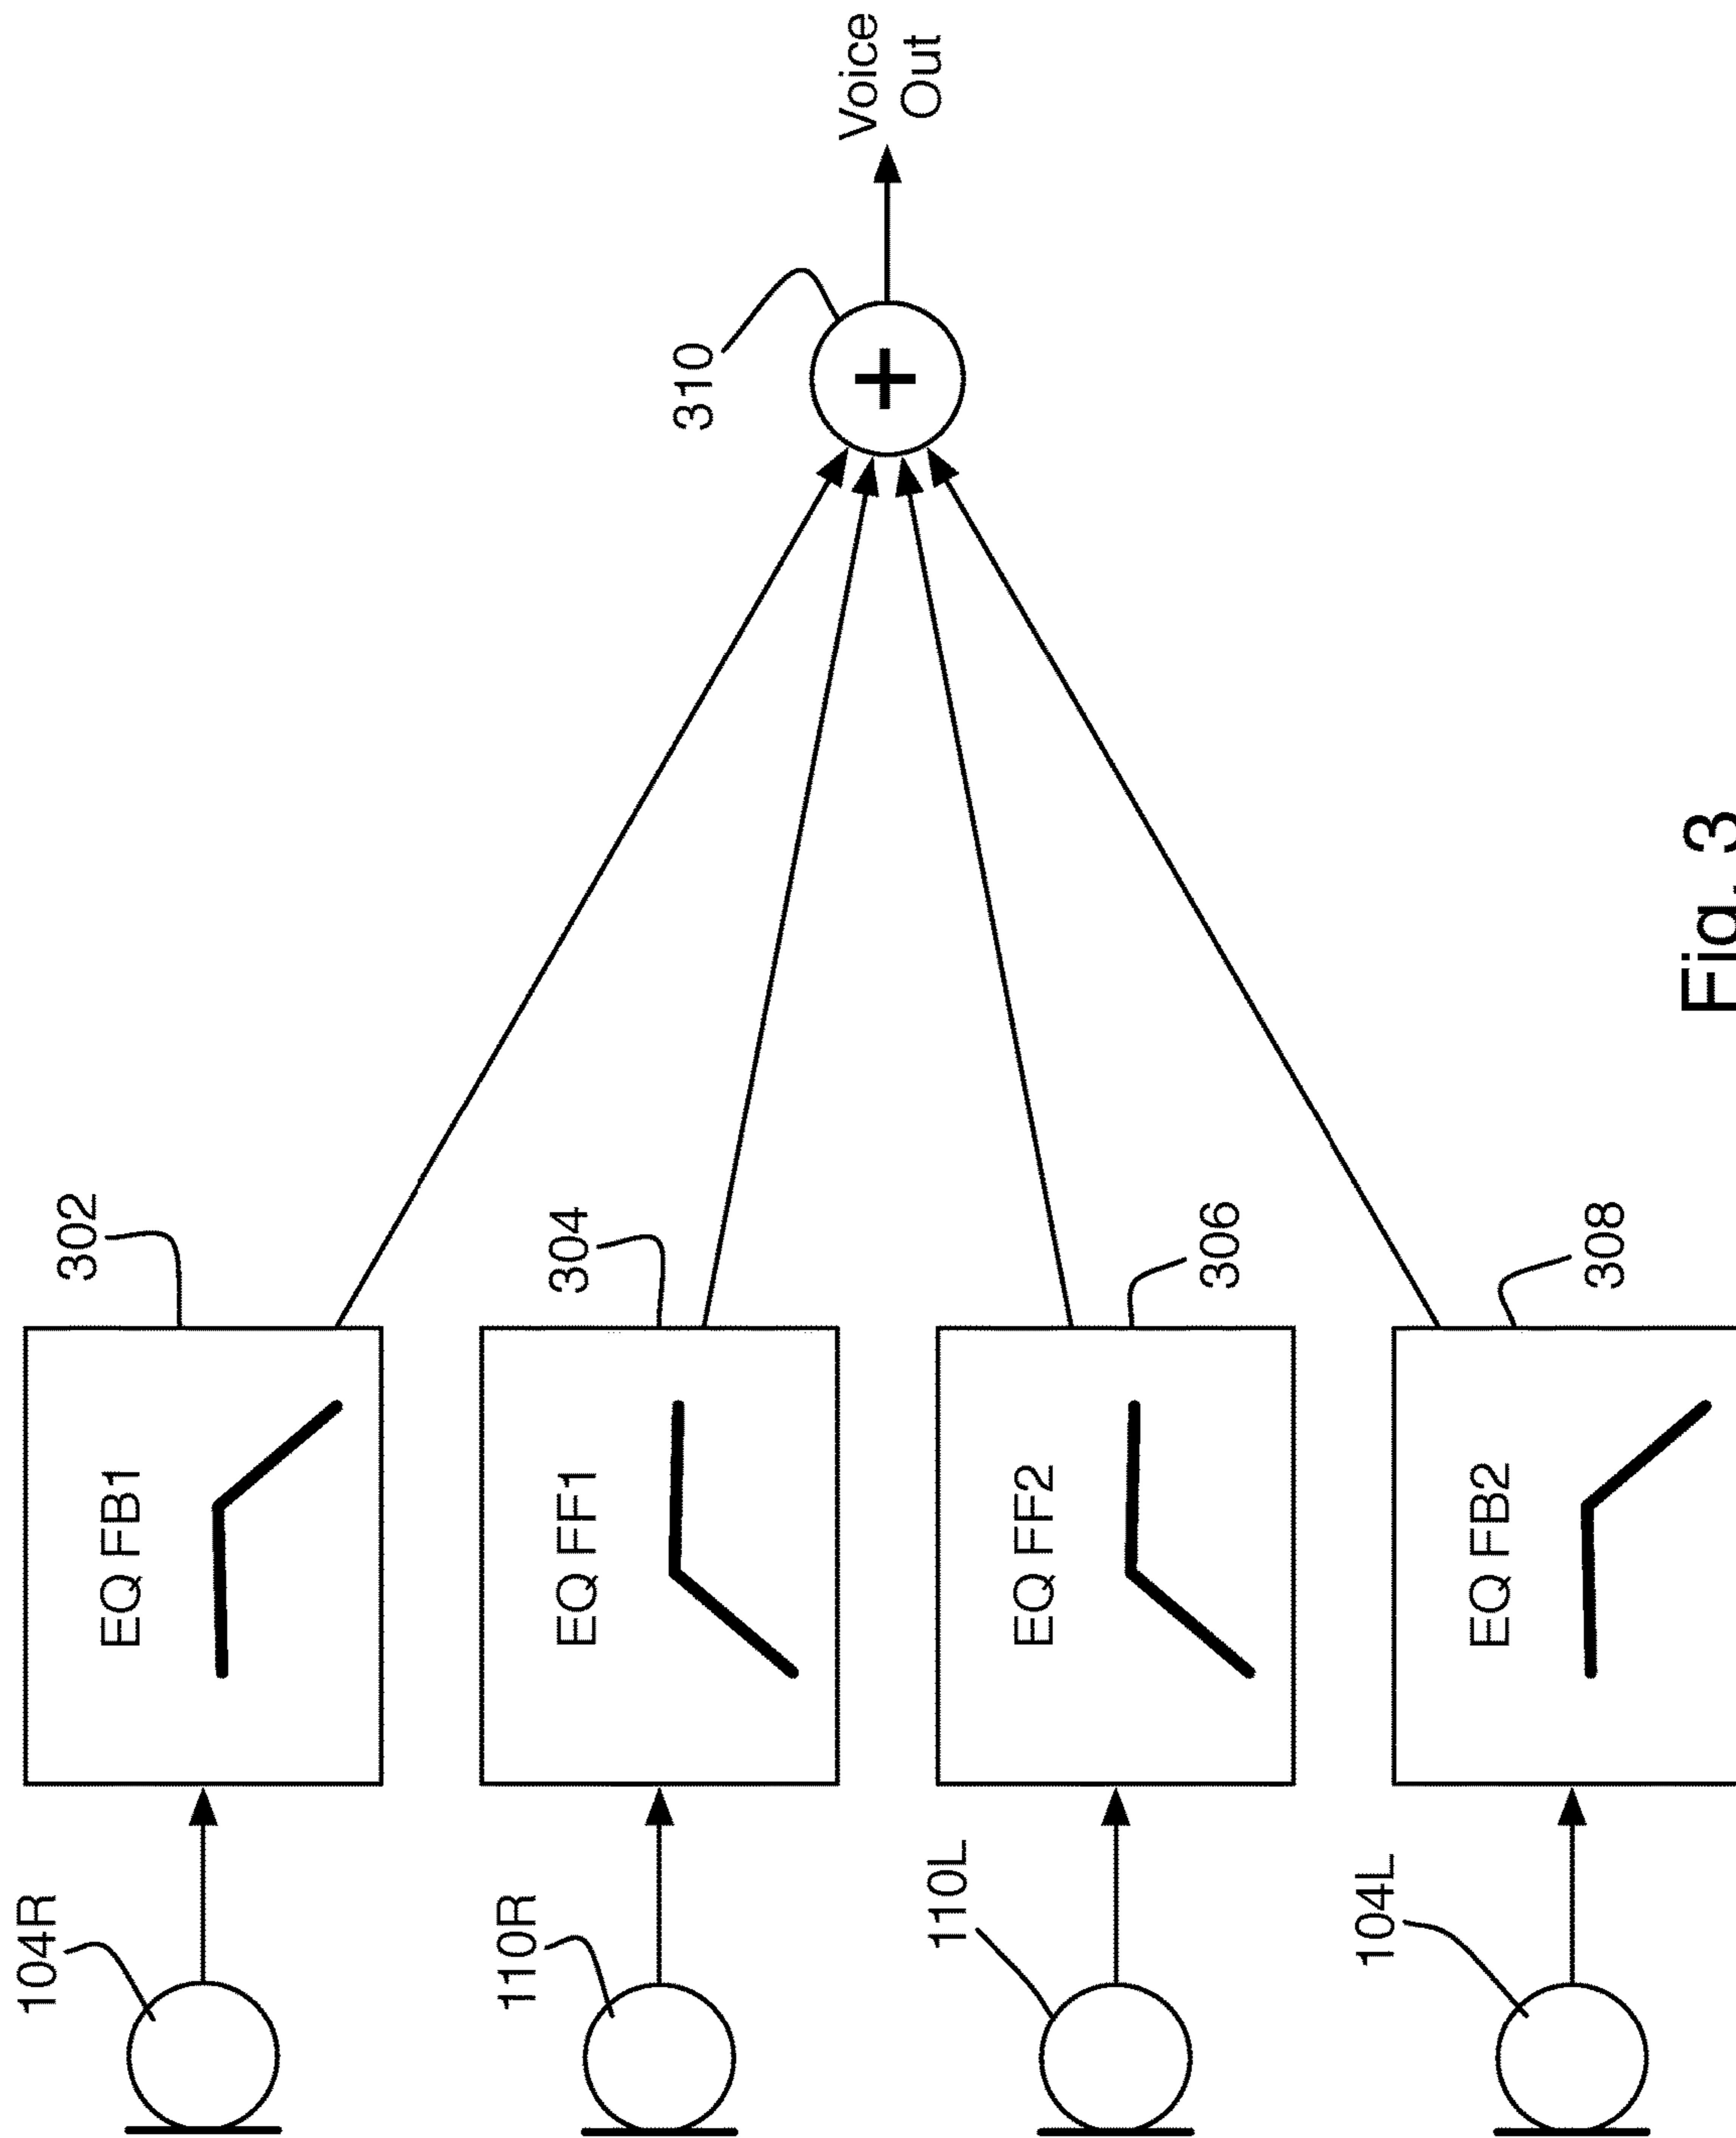 104R
EQ FB1
302
110R
EQ FF1
304
310
Voice
Out
110L
EQ FF2
306
104L
EQ FB2
308
Fig. 3